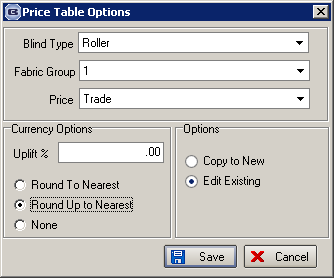 Price Table Options
Blind Type Roller
Fabric Group 1
Price Trade
Currency Options
Uplift % .00
Round To Nearest
Round Up to Nearest
None
Options
Copy to New
Edit Existing
Save Cancel